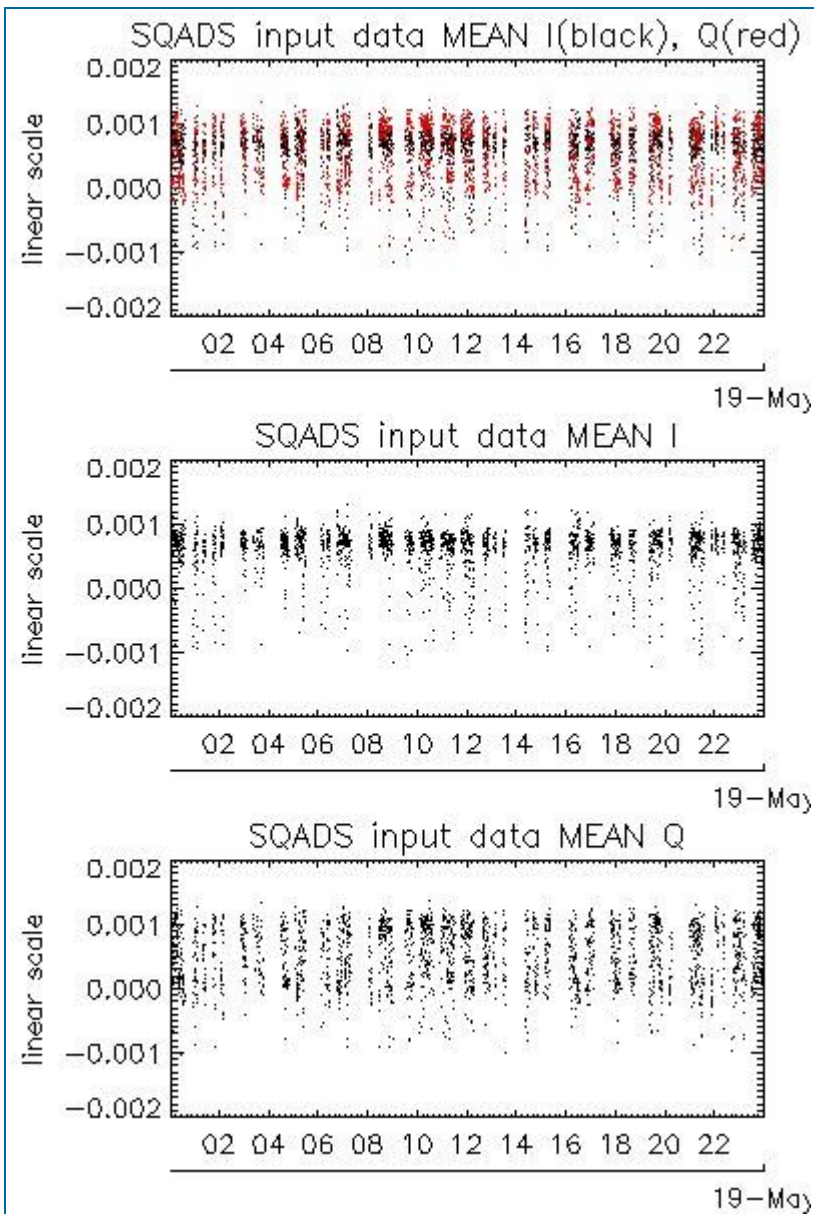 SQADS input data MEAN I(black), Q(red)
linear scale
0.002
0.001
0.000
−0.001
−0.002
02 04 06 08 10 12 14 16 18 20 22
19-May
SQADS input data MEAN I
linear scale
0.002
0.001
0.000
−0.001
−0.002
02 04 06 08 10 12 14 16 18 20 22
19-May
SQADS input data MEAN Q
linear scale
0.002
0.001
0.000
−0.001
−0.002
02 04 06 08 10 12 14 16 18 20 22
19-May